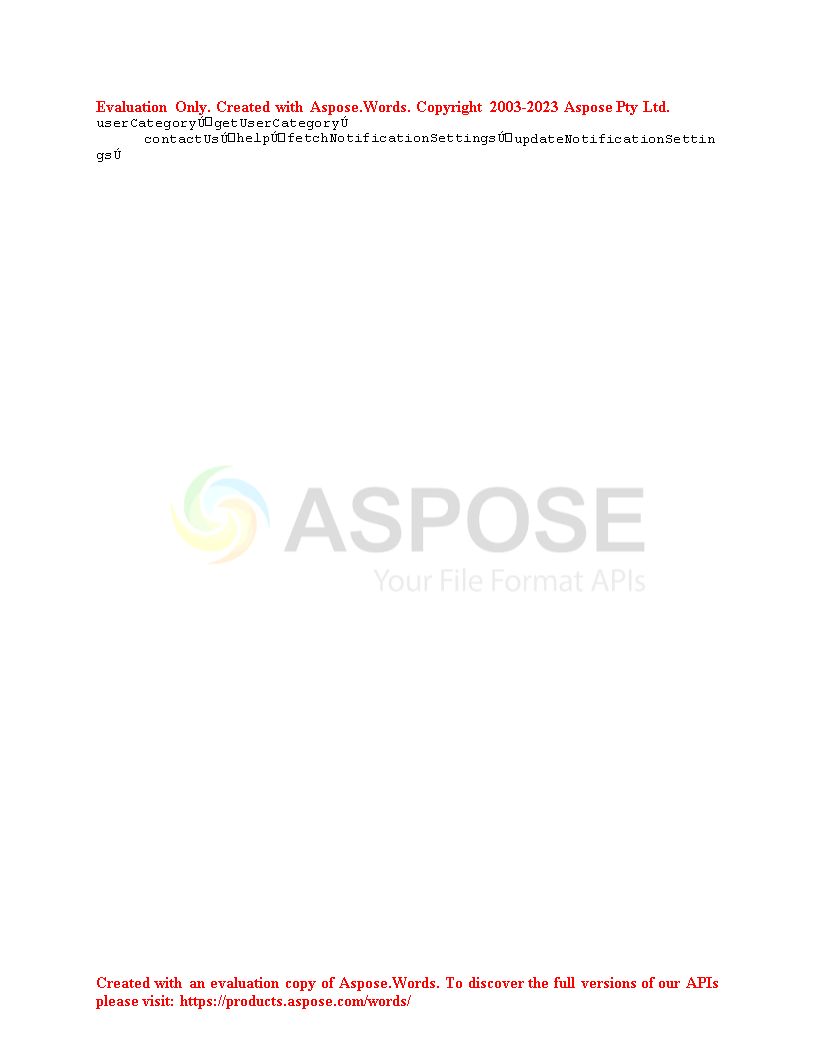 Evaluation Only. Created with Aspose.Words. Copyright 2003-2023 Aspose Pty Ltd.
userCategoryÚ□getUserCategoryÚ
contactUsÚ□helpÚ□fetchNotificationSettingsÚ□updateNotificationSettin
gsÚ
ASPOSE
Your File Format APIs
Created with an evaluation copy of Aspose.Words. To discover the full versions of our APIs
please visit: https://products.aspose.com/words/